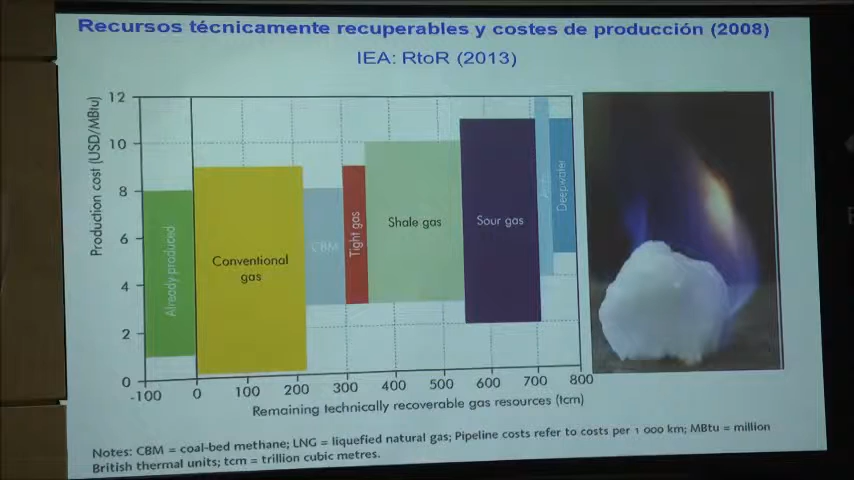 Recursos técnicamente recuperables y costes de producción (2008)
IEA: RtoR (2013)
Production cost (USD/MBtu)
12
10
8
6
4
2
0
Already produced
Conventional
gas
CBM
Tight gas
Shale gas
Sour gas
Deepwater
-100
0
100
200
300
400
500
600
700
800
Remaining technically recoverable gas resources (tcm)
Notes: CBM = coal-bed methane; LNG = liquefied natural gas; Pipeline costs refer to costs per 1 000 km; MBtu = million
British thermal units; tcm = trillion cubic metres.